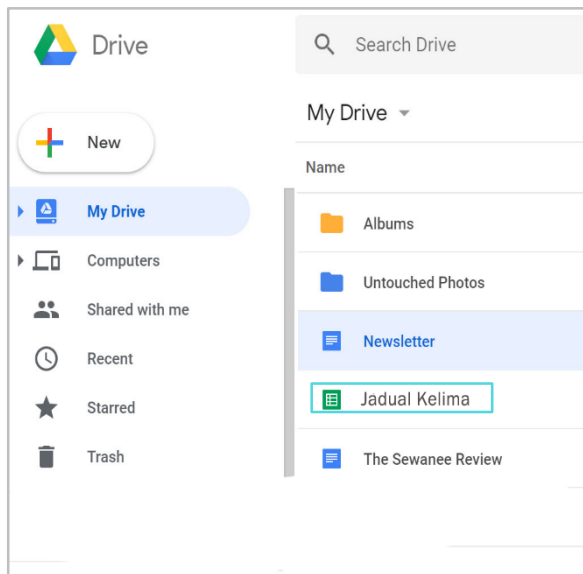 Drive
Search Drive
New
My Drive
Computers
Shared with me
Recent
Starred
Trash
My Drive
Name
Albums
Untouched Photos
Newsletter
Jadual Kelima
The Sewanee Review